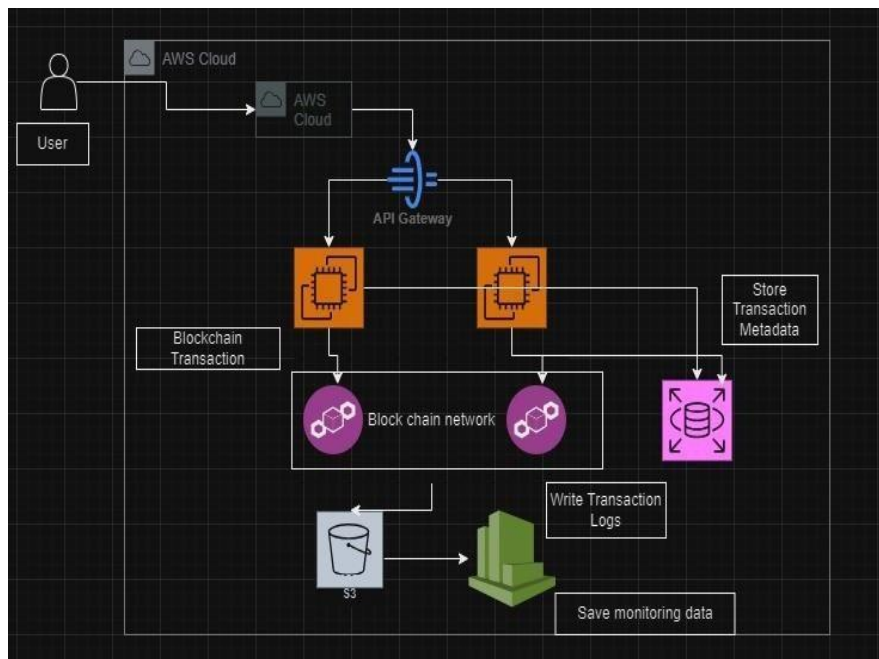 AWS Cloud
AWS
Cloud
User
API Gateway
Store
Transaction
Metadata
Blockchain
Transaction
Block chain network
Write Transaction
Logs
S3
Save monitoring data